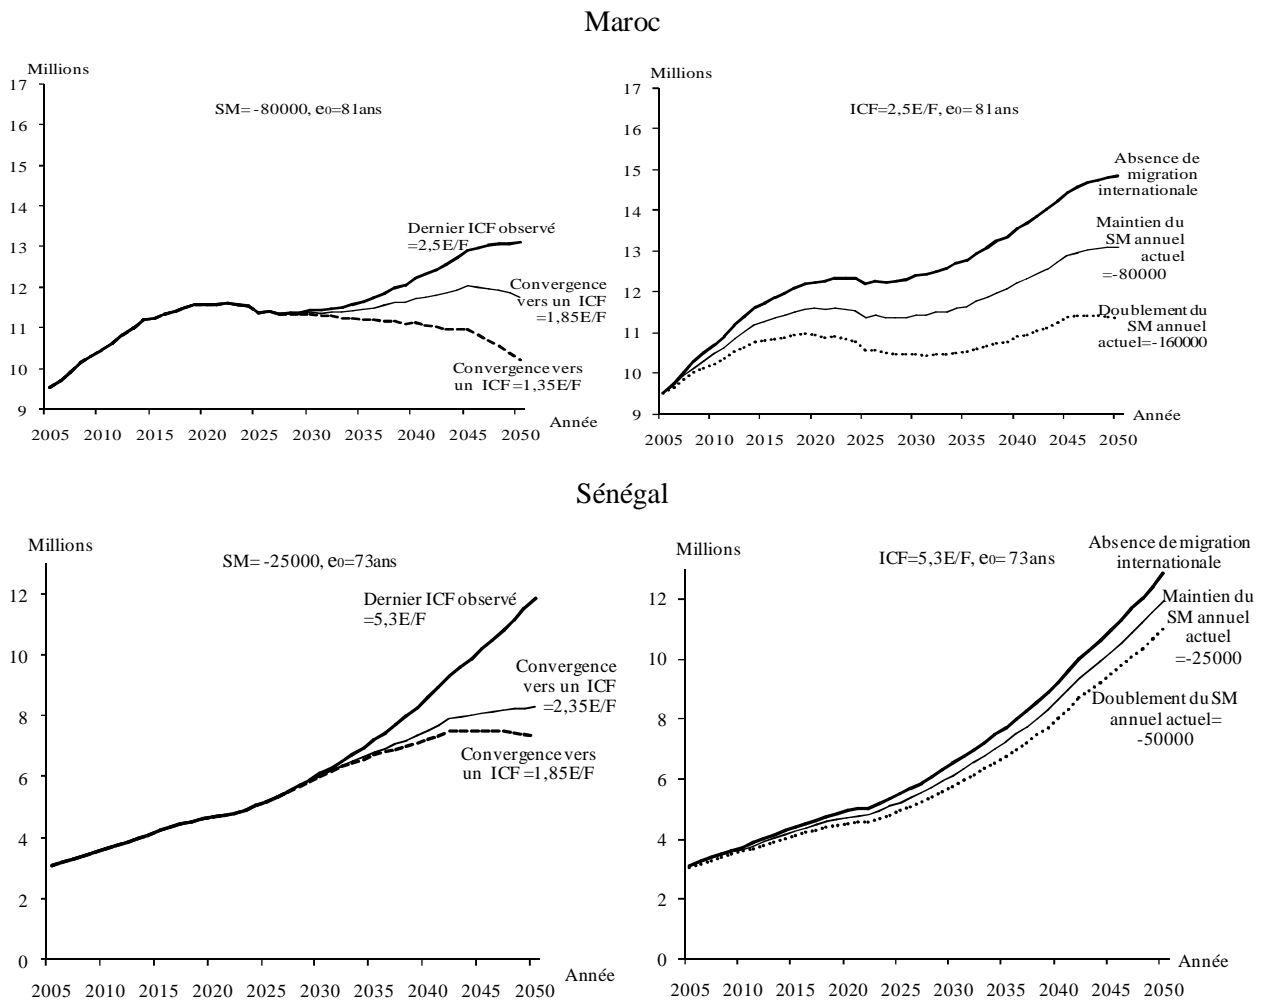 Maroc
Millions
17
16
15
14
13
12
11
10
9
SM= -80000, e0=81ans
Dernier ICF observé
=2,5E/F
Convergence
vers un ICF
=1,85E/F
Convergence vers
un ICF=1,35E/F
Année
2005 2010 2015 2020 2025 2030 2035 2040 2045 2050
Millions
17
16
15
14
13
12
11
10
9
ICF=2,5E/F, e0= 81ans
Absence de
migration
internationale
Maintien du
SM annuel
actuel
=-80000
Doublement du
SM annuel
actuel=-160000
Année
2005 2010 2015 2020 2025 2030 2035 2040 2045 2050
Sénégal
Millions
12
10
8
6
4
2
0
SM= -25000, e0=73ans
Dernier ICF observé
=5,3E/F
Convergence
vers un ICF
=2,35E/F
Convergence vers
un ICF=1,85E/F
Année
2005 2010 2015 2020 2025 2030 2035 2040 2045 2050
Millions
12
10
8
6
4
2
0
ICF=5,3E/F, e0= 73ans
Absence de migration
internationale
Maintien du
SM annuel
actuel
=-25000
Doublement du SM
annuel actuel=
-50000
Année
2005 2010 2015 2020 2025 2030 2035 2040 2045 2050